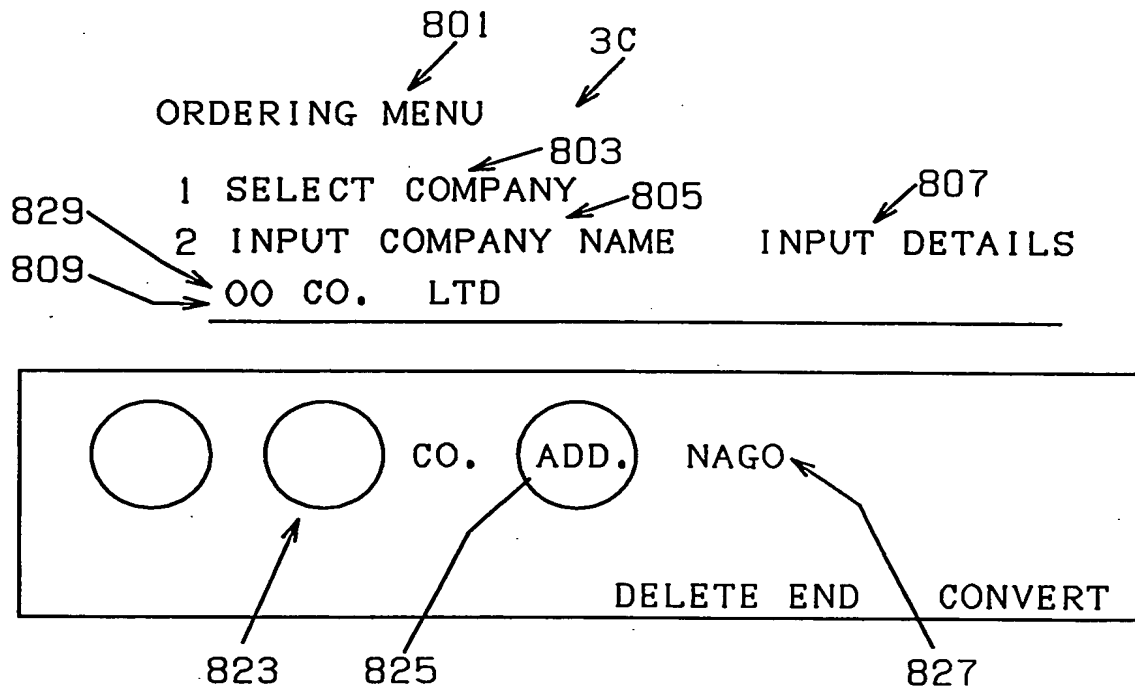 801 3C
ORDERING MENU
803
1 SELECT COMPANY
805 807
829
2 INPUT COMPANY NAME INPUT DETAILS
809
OO CO. LTD
CO. ADD. NAGO
DELETE END CONVERT
823 825 827